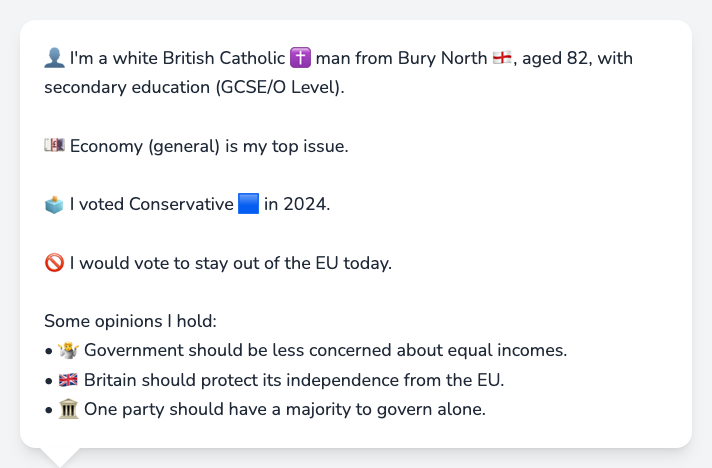 👤 I'm a white British Catholic ✝️ man from Bury North 🏴󠁧󠁢󠁥󠁮󠁧󠁿, aged 82, with
secondary education (GCSE/O Level).
💷 Economy (general) is my top issue.
🗳️ I voted Conservative 🟦 in 2024.
🚫 I would vote to stay out of the EU today.
Some opinions I hold:
• 🤷 Government should be less concerned about equal incomes.
• 🇬🇧 Britain should protect its independence from the EU.
• 🏛️ One party should have a majority to govern alone.